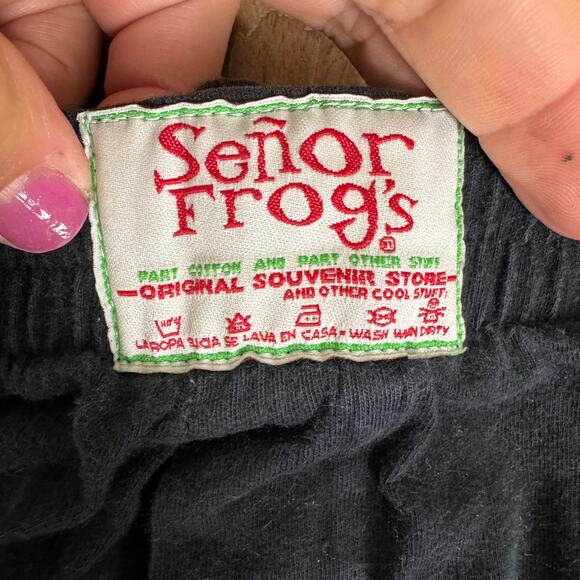 Señor
Frog's
PART COTTON AND PART OTHER STUFF
-ORIGINAL SOUVENIR STORE-
AND OTHER COOL STUFF:
LA ROPA SUCIA SE LAVA EN CASA = WASH WHEN DIRTY